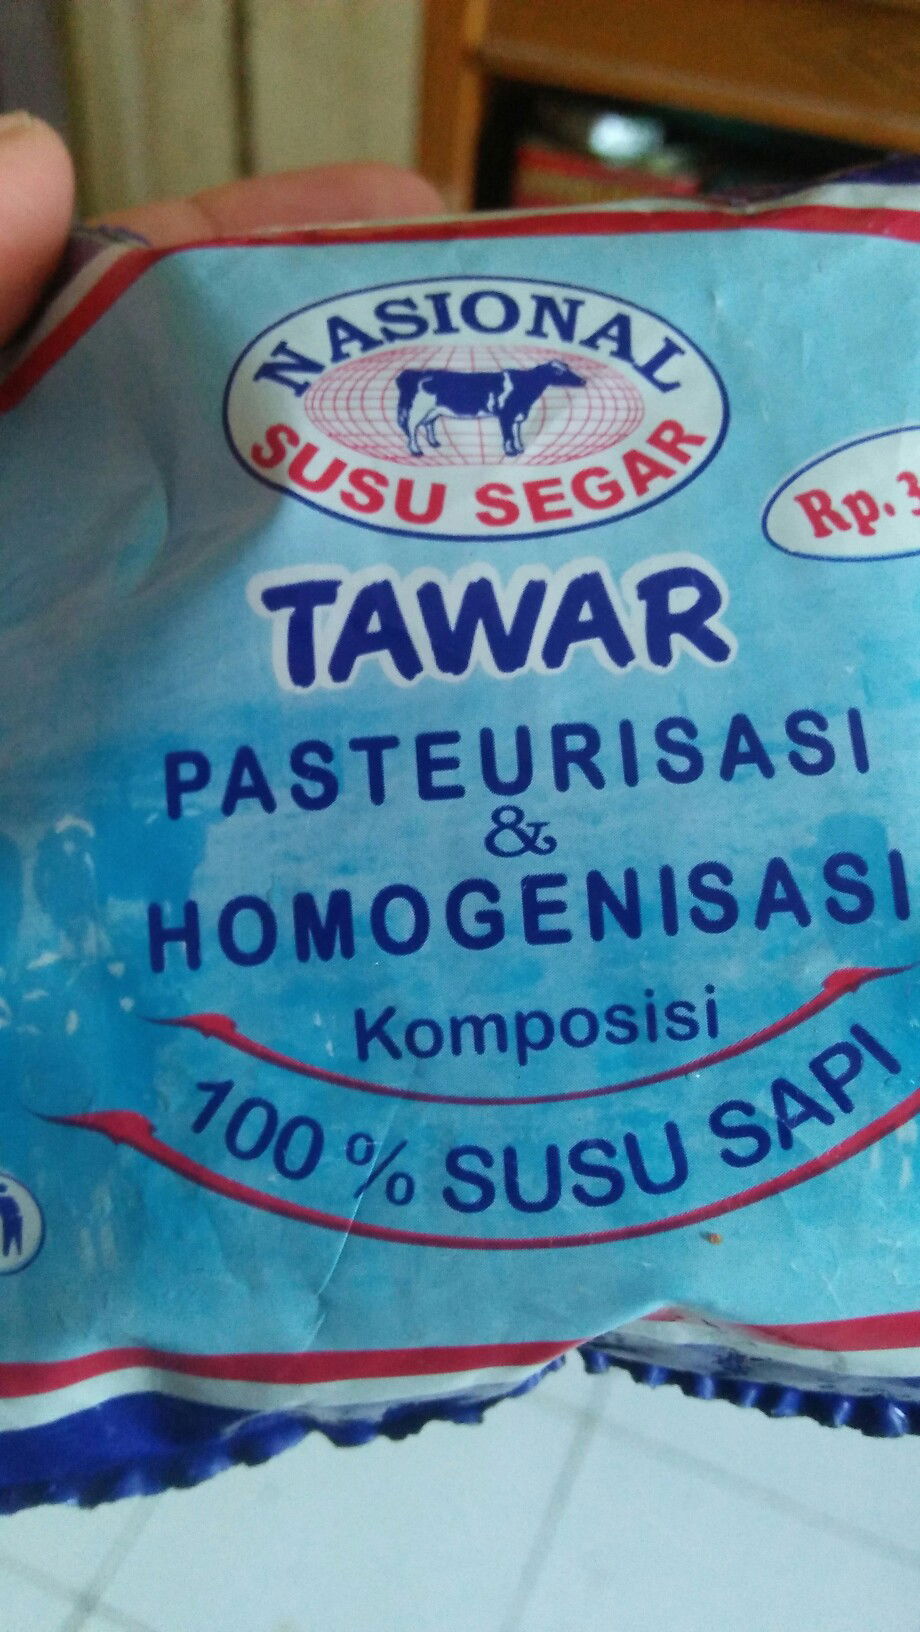 NASIONAL
SUSU SEGAR
Rp. 3
TAWAR
PASTEURISASI
&
HOMOGENISASI
Komposisi
100 % SUSU SAPI